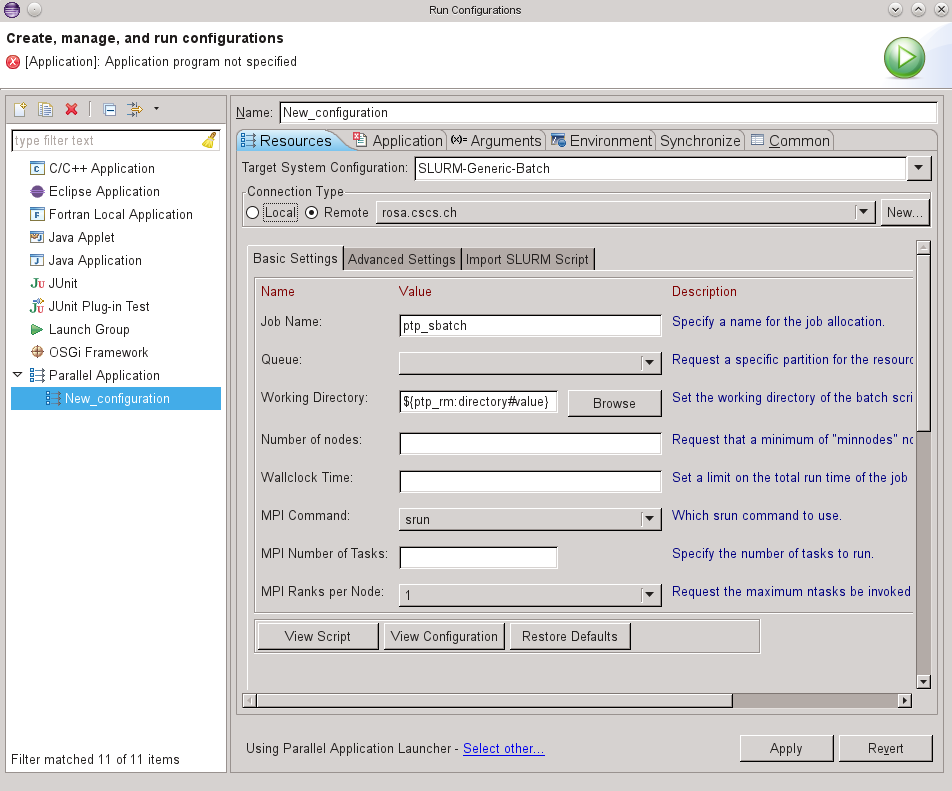 Run Configurations
Create, manage, and run configurations
[Application]: Application program not specified
type filter text
C/C++ Application
Eclipse Application
Fortran Local Application
Java Applet
Java Application
JUnit
JUnit Plug-in Test
Launch Group
OSGi Framework
Parallel Application
New_configuration
Filter matched 11 of 11 items
Name: New_configuration
Resources Application (x)= Arguments Environment Synchronize Common
Target System Configuration: SLURM-Generic-Batch
Connection Type
Local Remote rosa.cscs.ch New...
Basic Settings Advanced Settings Import SLURM Script
Name Value Description
Job Name: ptp_sbatch Specify a name for the job allocation.
Queue: Request a specific partition for the resourc
Working Directory: ${ptp_rm:directory#value} Browse Set the working directory of the batch scri
Number of nodes: Request that a minimum of "minnodes" no
Wallclock Time: Set a limit on the total run time of the job
MPI Command: srun Which srun command to use.
MPI Number of Tasks: Specify the number of tasks to run.
MPI Ranks per Node: 1 Request the maximum ntasks be invoked
View Script View Configuration Restore Defaults
Using Parallel Application Launcher - Select other... Apply Revert